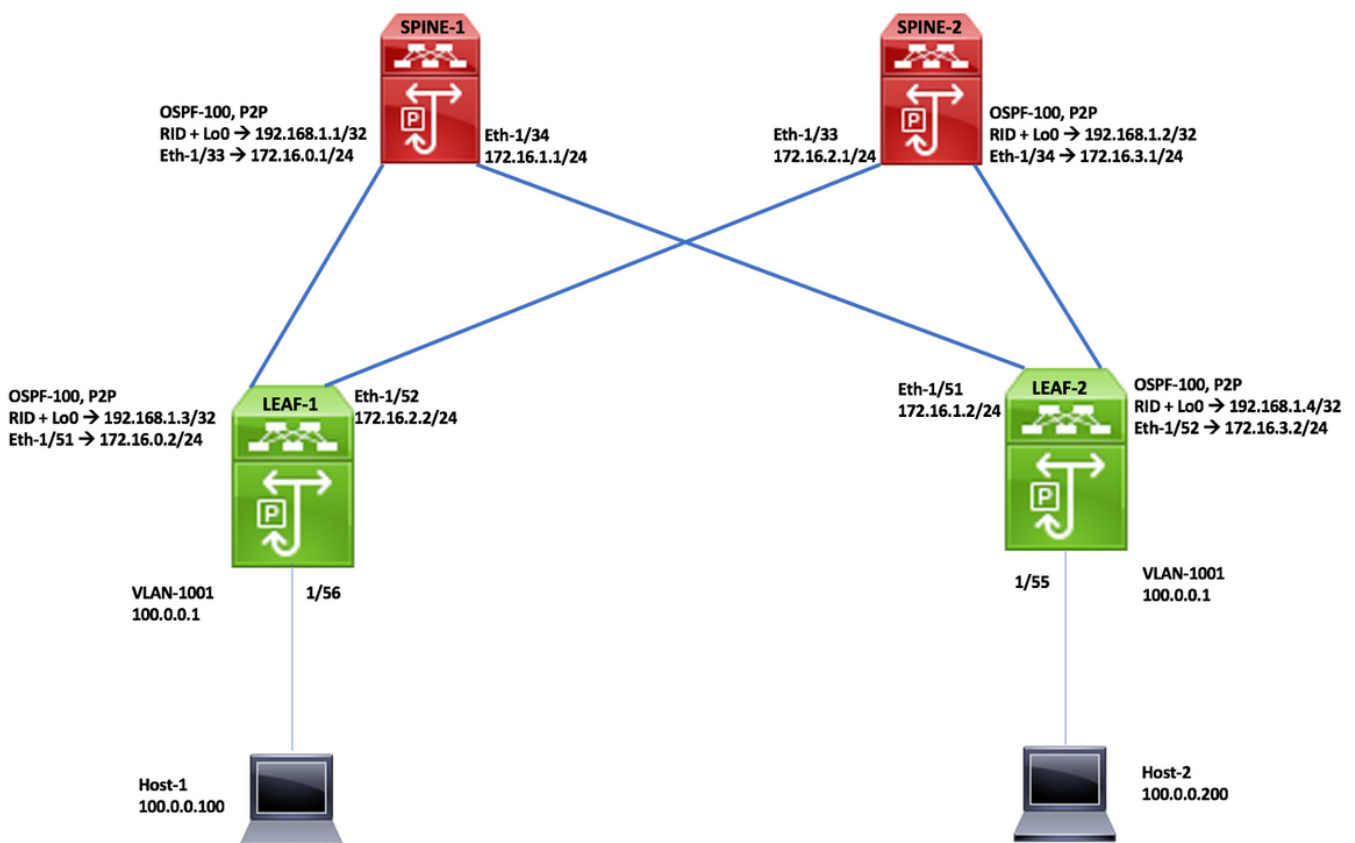 SPINE-1
SPINE-2
OSPF-100, P2P
RID + Lo0 → 192.168.1.1/32
Eth-1/33 → 172.16.0.1/24
P
Eth-1/34
172.16.1.1/24
Eth-1/33
172.16.2.1/24
P
OSPF-100, P2P
RID + Lo0 → 192.168.1.2/32
Eth-1/34 → 172.16.3.1/24
OSPF-100, P2P
RID + Lo0 → 192.168.1.3/32
Eth-1/51 → 172.16.0.2/24
LEAF-1
P
Eth-1/52
172.16.2.2/24
Eth-1/51
172.16.1.2/24
LEAF-2
P
OSPF-100, P2P
RID + Lo0 → 192.168.1.4/32
Eth-1/52 → 172.16.3.2/24
VLAN-1001
100.0.0.1
1/56
1/55
VLAN-1001
100.0.0.1
Host-1
100.0.0.100
Host-2
100.0.0.200